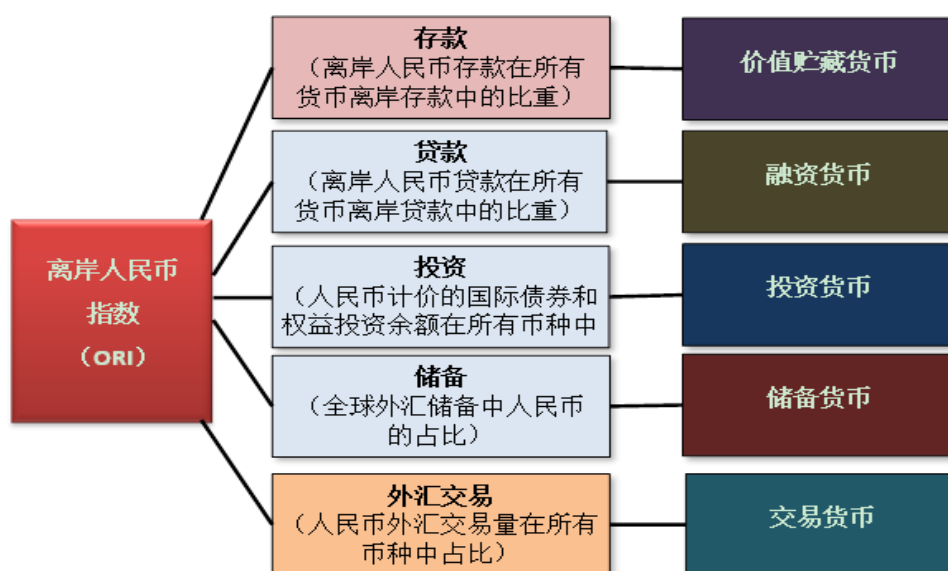 离岸人民币
指数
（ORI）
存款
（离岸人民币存款在所有
货币离岸存款中的比重）
价值贮藏货币
贷款
（离岸人民币贷款在所有
货币离岸贷款中的比重）
融资货币
投资
（人民币计价的国际债券和
权益投资余额在所有币种中
投资货币
储备
（全球外汇储备中人民币
的占比）
储备货币
外汇交易
（人民币外汇交易量在所有
币种中占比）
交易货币